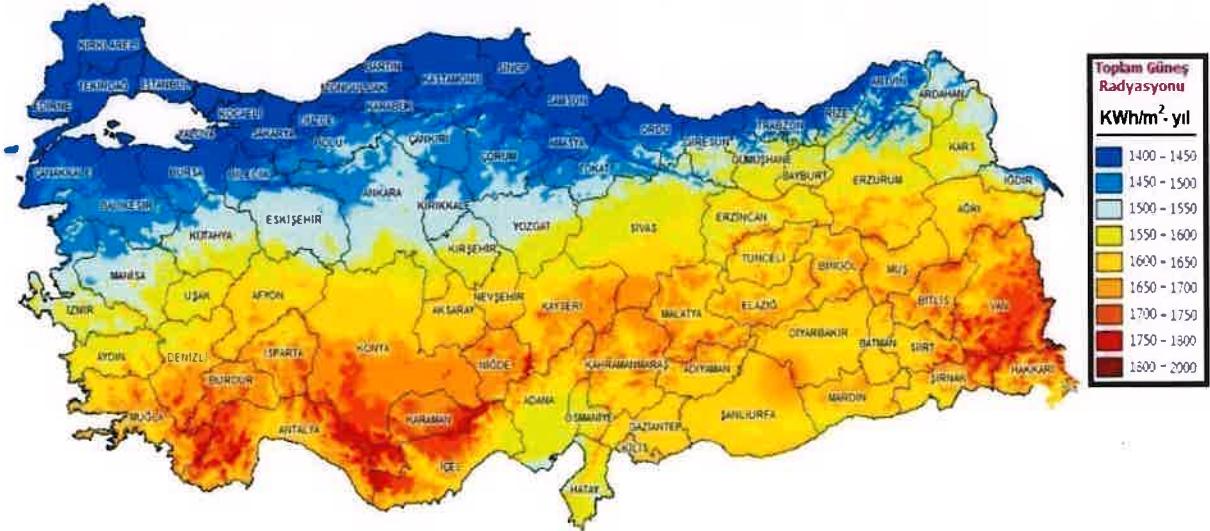 KIRKLARELİ
TEKİRDAĞ
İSTANBUL
EDİRNE
KOCAELİ
YALOVA
SAKARYA
DÜZCE
ZONGULDAK
BARTIN
KARABÜK
KASTAMONU
SİNOP
SAMSUN
BOLU
ÇANKIRI
ÇORUM
AMASYA
TOKAT
ORDU
GİRESUN
TRABZON
RİZE
ARTVİN
ARDAHAN
KARS
IĞDIR
GÜMÜŞHANE
BAYBURT
ERZURUM
AĞRI
ÇANAKKALE
BURSA
BİLECİK
BALIKESİR
KÜTAHYA
ESKİŞEHİR
ANKARA
KIRIKKALE
YOZGAT
SİVAS
ERZİNCAN
TUNCELİ
BİNGÖL
MUŞ
BİTLİS
VAN
MANİSA
İZMİR
UŞAK
AFYON
KIRŞEHİR
NEVŞEHİR
AKSARAY
KAYSERİ
MALATYA
ELAZIĞ
DİYARBAKIR
BATMAN
SİİRT
ŞIRNAK
HAKKARİ
AYDIN
DENİZLİ
ISPARTA
BURDUR
KONYA
NİĞDE
KAHRAMANMARAŞ
ADIYAMAN
ŞANLIURFA
MARDİN
MUĞLA
ANTALYA
KARAMAN
İÇEL
ADANA
OSMANİYE
GAZİANTEP
KİLİS
HATAY
Toplam Güneş
Radyasyonu
KWh/m²- yıl
1400 - 1450
1450 - 1500
1500 - 1550
1550 - 1600
1600 - 1650
1650 - 1700
1700 - 1750
1750 - 1800
1800 - 2000